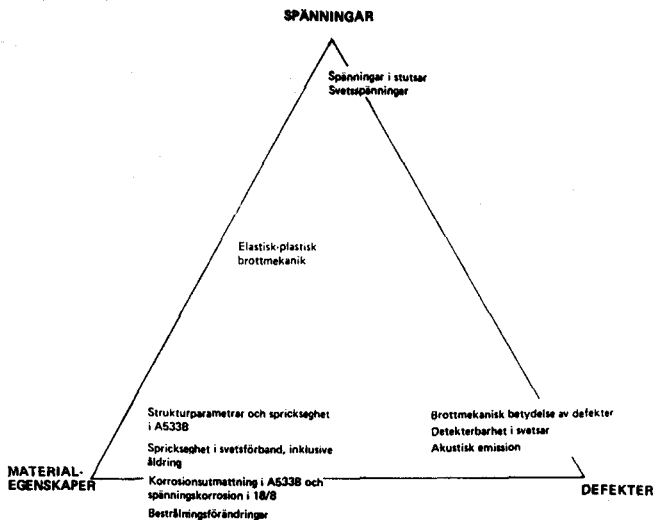 SPÄNNINGAR
Spänningar i stutsar
Svetsspänningar
Elastisk-plastisk
brottmekanik
Strukturparametrar och sprickseghet
i A533B
Sprickseghet i svetsförband, inklusive
åldring
Korrosionsutmattning i A533B och
spänningskorrosion i 18/8
Bestrålningsförändringar
Brottmekanisk betydelse av defekter
Detekterbarhet i svetsar
Akustisk emission
MATERIAL-
EGENSKAPER
DEFEKTER